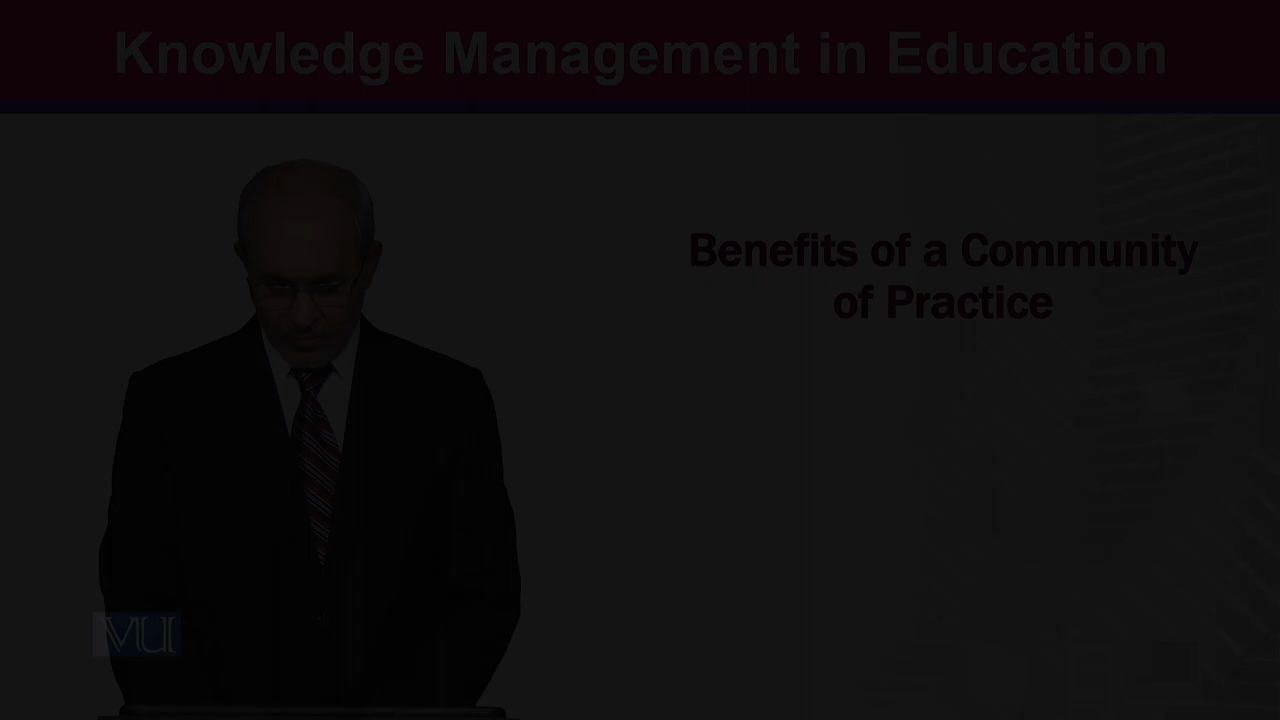 Knowledge Management in Education
Benefits of a Community
of Practice
VU